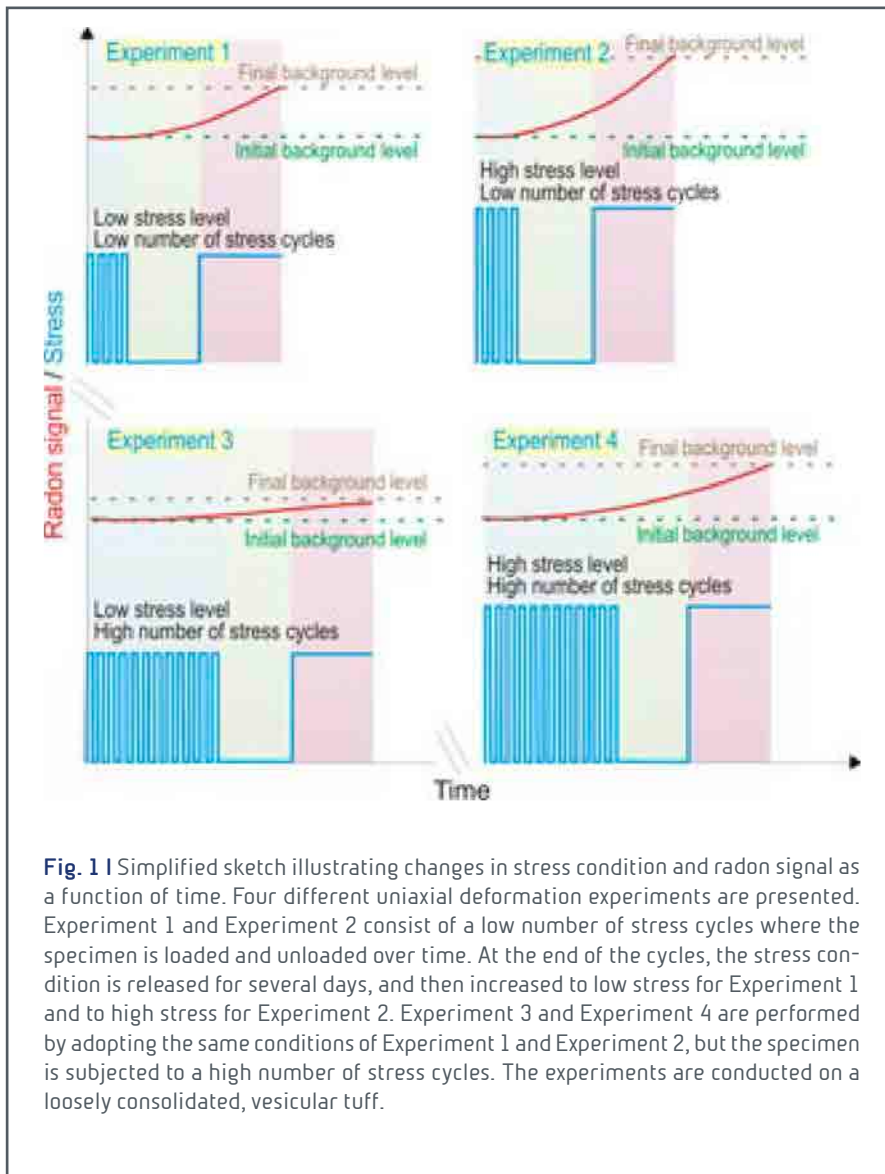 Experiment 1
Final background level
Initial background level
Low stress level
Low number of stress cycles
Experiment 2
Final background level
Initial background level
High stress level
Low number of stress cycles
Radon signal / Stress
Experiment 3
Final background level
Initial background level
Low stress level
High number of stress cycles
Experiment 4
Final background level
Initial background level
High stress level
High number of stress cycles
Time
Fig. 1 | Simplified sketch illustrating changes in stress condition and radon signal as
a function of time. Four different uniaxial deformation experiments are presented.
Experiment 1 and Experiment 2 consist of a low number of stress cycles where the
specimen is loaded and unloaded over time. At the end of the cycles, the stress con-
dition is released for several days, and then increased to low stress for Experiment 1
and to high stress for Experiment 2. Experiment 3 and Experiment 4 are performed
by adopting the same conditions of Experiment 1 and Experiment 2, but the specimen
is subjected to a high number of stress cycles. The experiments are conducted on a
loosely consolidated, vesicular tuff.